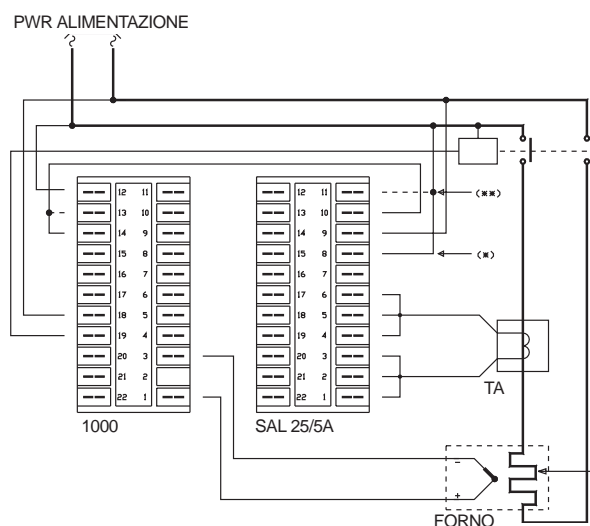 PWR ALIMENTAZIONE
12 11 12 11 (**)
13 10 13 10
14 9 14 9
15 8 15 8 (*)
16 7 16 7
17 6 17 6
18 5 18 5
19 4 19 4
20 3 20 3
21 2 21 2
22 1 22 1
TA
1000 SAL 25/5A
-
+
FORNO